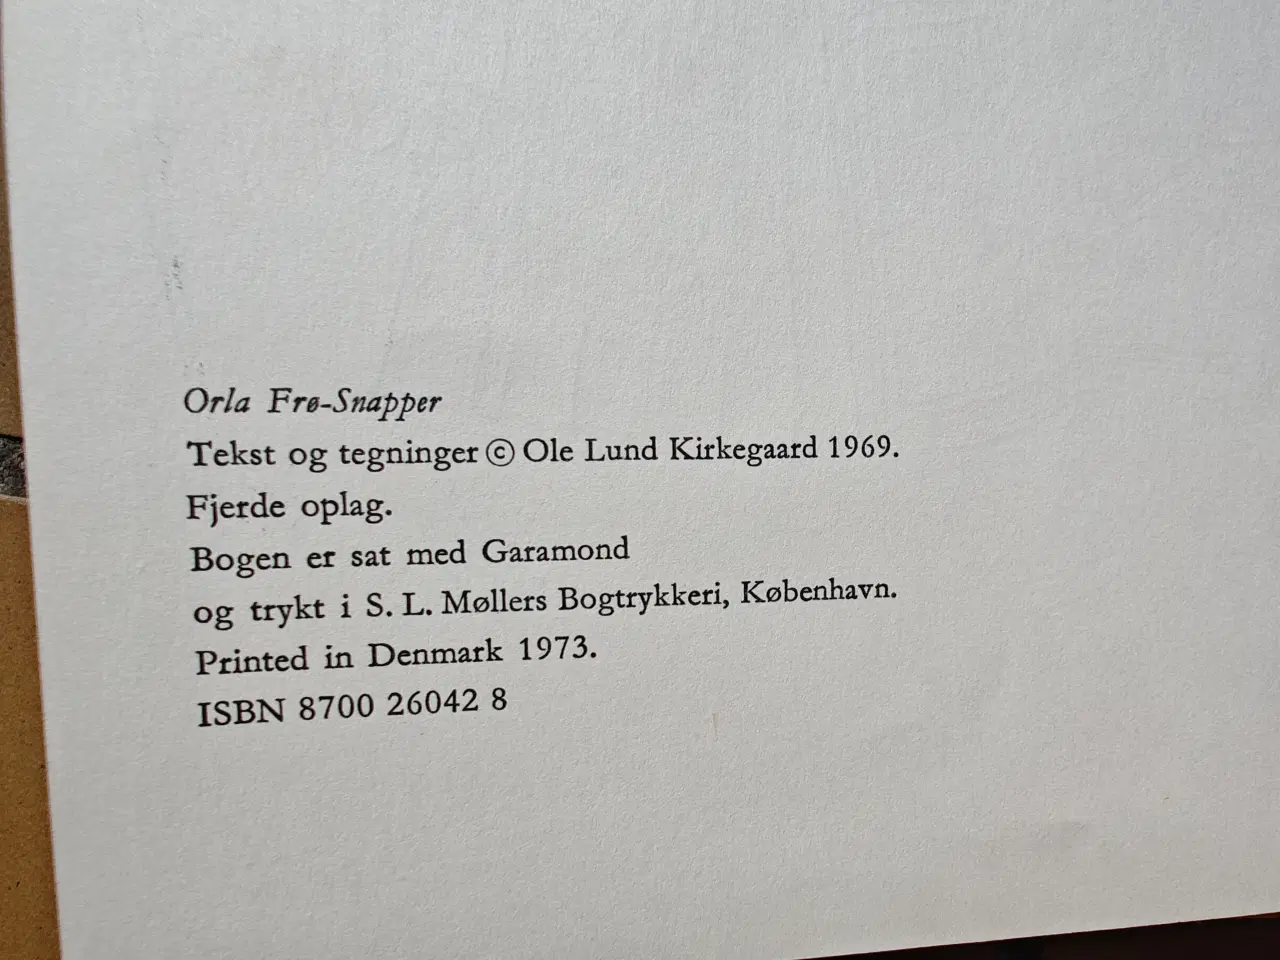 Orla Frø-Snapper
Tekst og tegninger © Ole Lund Kirkegaard 1969.
Fjerde oplag.
Bogen er sat med Garamond
og trykt i S. L. Møllers Bogtrykkeri, København.
Printed in Denmark 1973.
ISBN 8700 26042 8